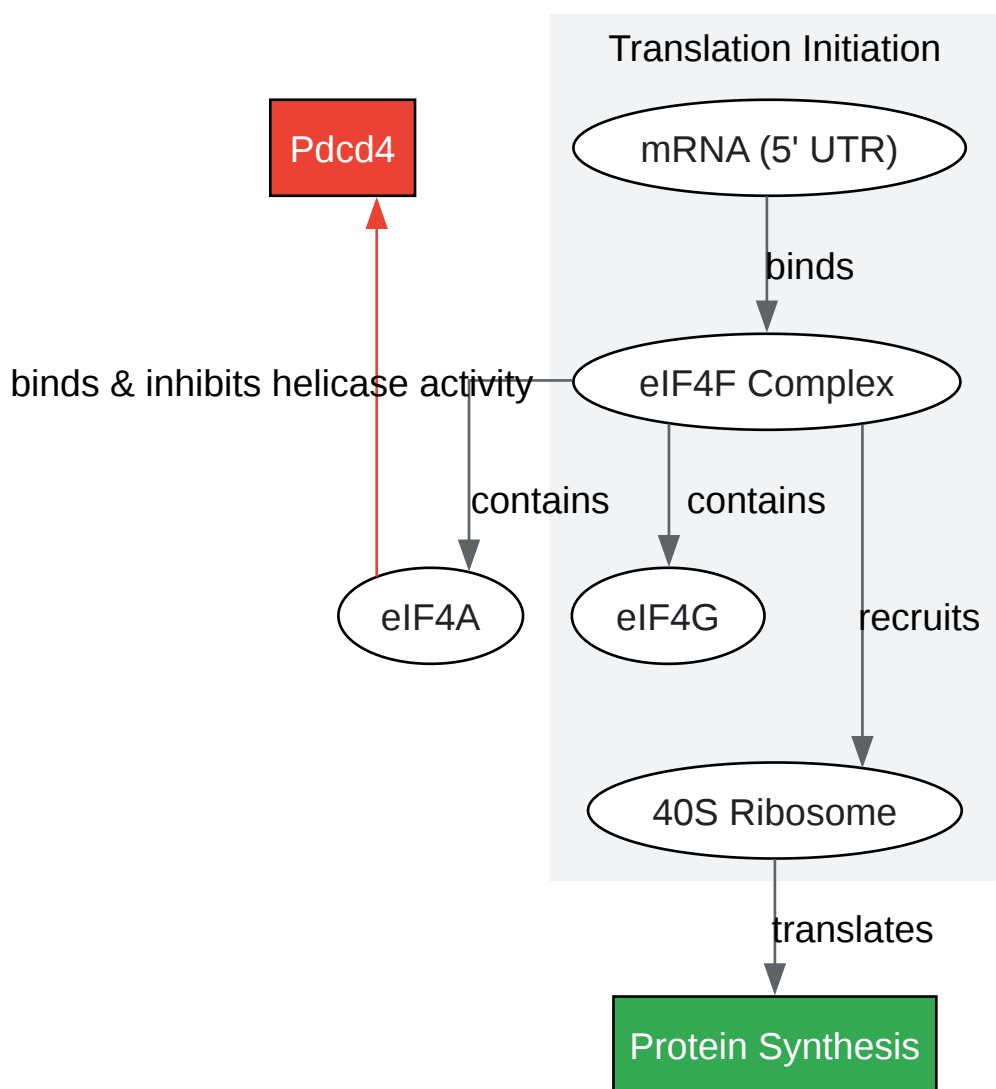 Translation Initiation
Pdcd4
mRNA (5' UTR)
binds
binds & inhibits helicase activity
eIF4F Complex
contains
contains
eIF4A
eIF4G
recruits
40S Ribosome
translates
Protein Synthesis